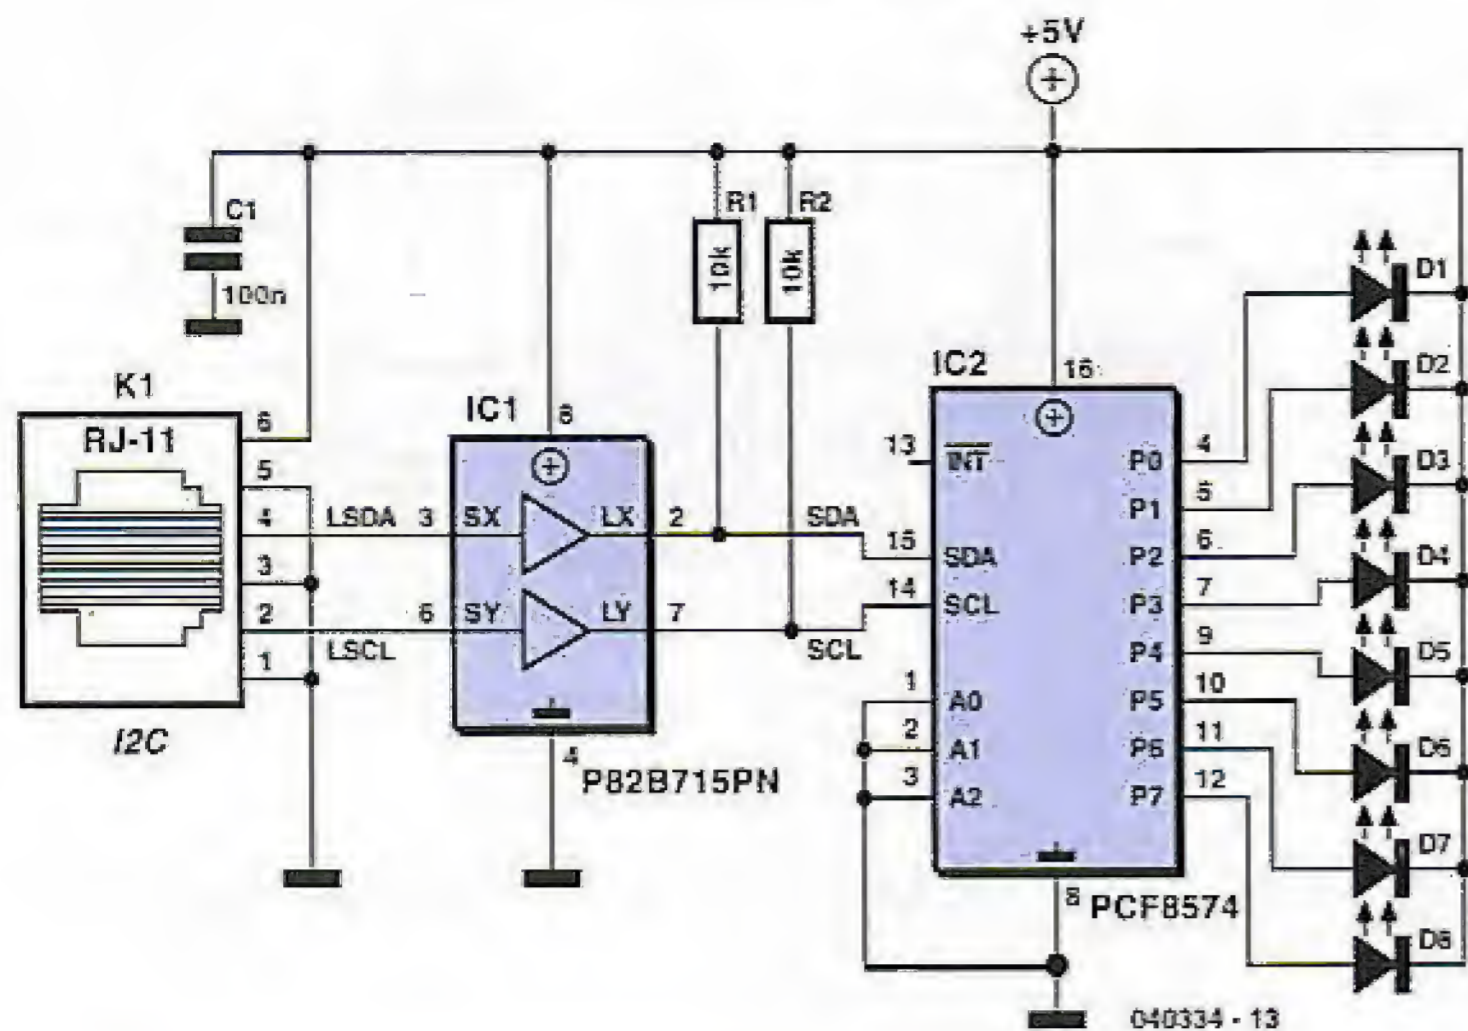 +5V
C1
100n
R1
10k
R2
10k
K1
RJ-11
6
5
4
3
2
1
I2C
LSDA
LSCL
IC1
8
3
SX
LX
2
6
SY
LY
7
4
P82B715PN
SDA
SCL
IC2
16
13
INT
15
SDA
14
SCL
1
A0
2
A1
3
A2
P0
4
P1
5
P2
6
P3
7
P4
9
P5
10
P6
11
P7
12
8
PCF8574
D1
D2
D3
D4
D5
D6
D7
D8
040334 - 13